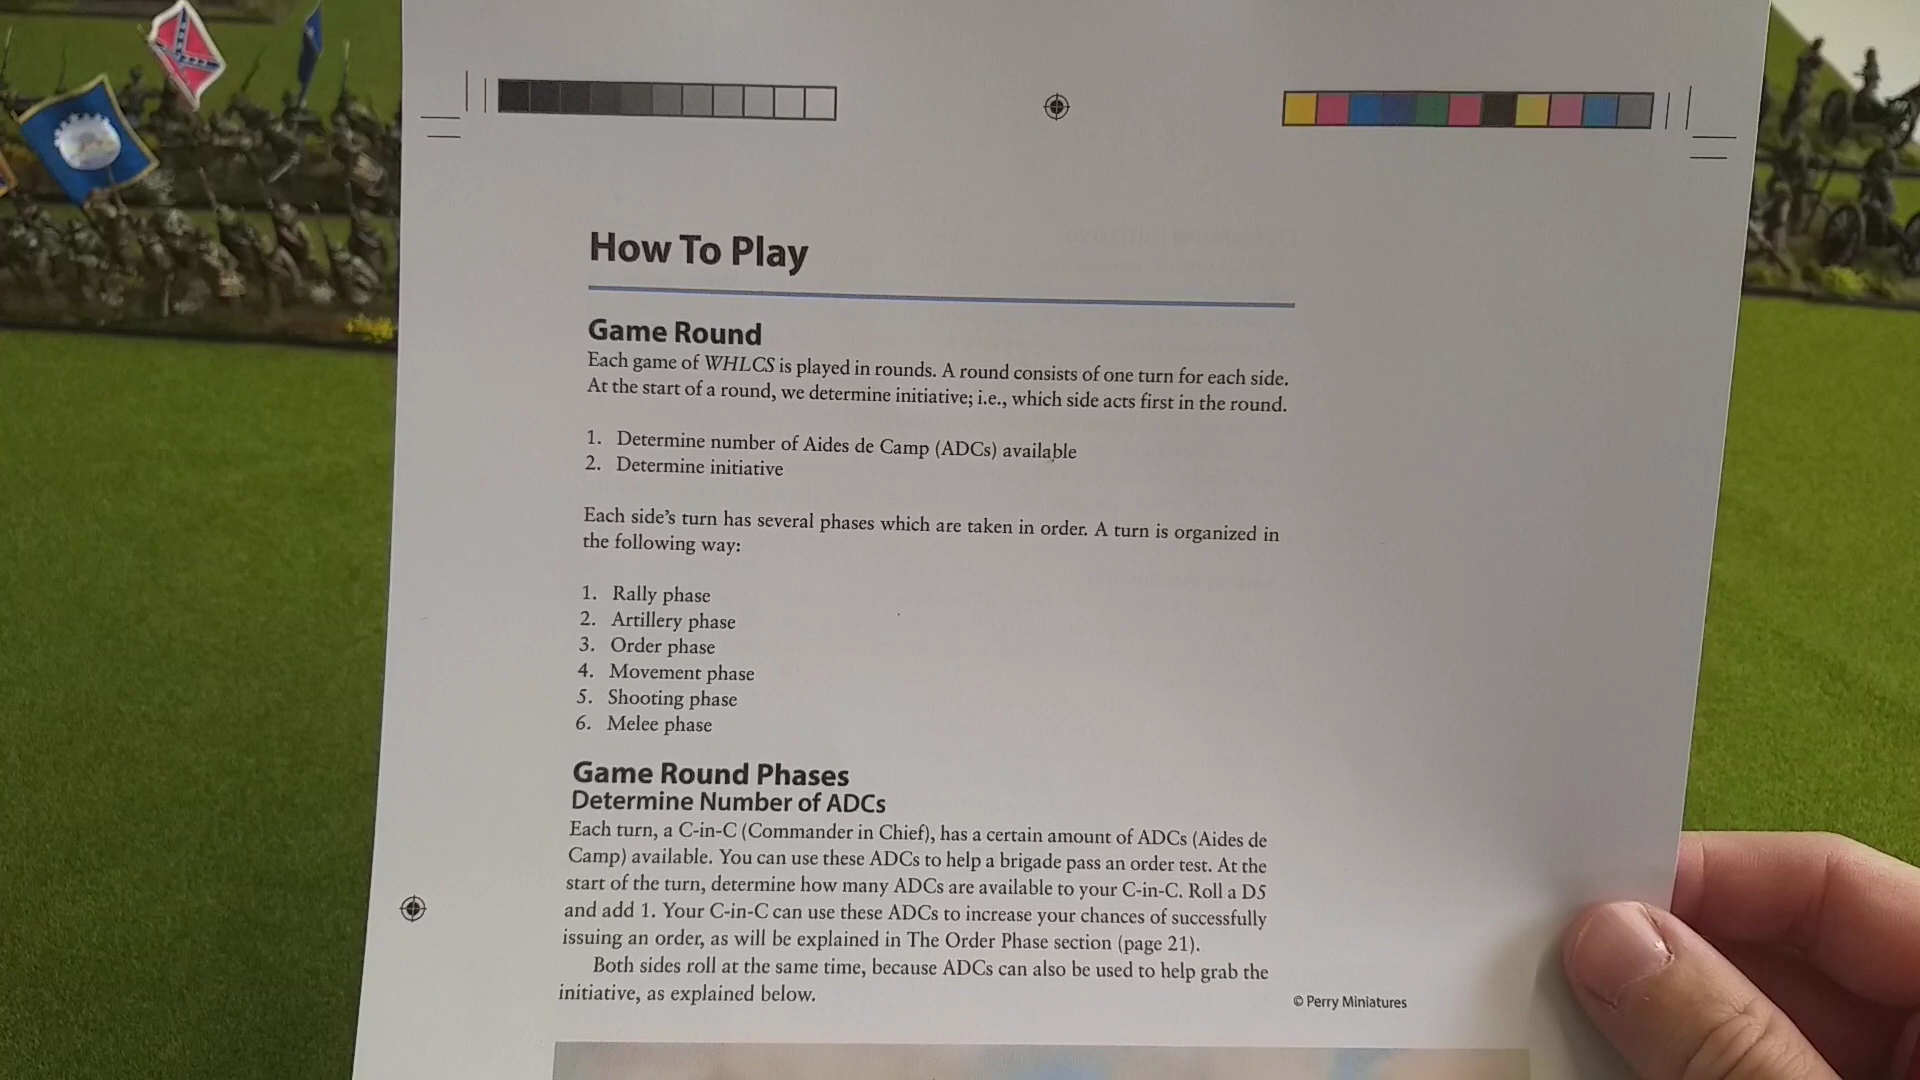 How To Play
Game Round
Each game of WHLCS is played in rounds. A round consists of one turn for each side.
At the start of a round, we determine initiative; i.e., which side acts first in the round.
1. Determine number of Aides de Camp (ADCs) available
2. Determine initiative
Each side's turn has several phases which are taken in order. A turn is organized in
the following way:
1. Rally phase
2. Artillery phase
3. Order phase
4. Movement phase
5. Shooting phase
6. Melee phase
Game Round Phases
Determine Number of ADCs
Each turn, a C-in-C (Commander in Chief), has a certain amount of ADCs (Aides de
Camp) available. You can use these ADCs to help a brigade pass an order test. At the
start of the turn, determine how many ADCs are available to your C-in-C. Roll a D5
and add 1. Your C-in-C can use these ADCs to increase your chances of successfully
issuing an order, as will be explained in The Order Phase section (page 21).
Both sides roll at the same time, because ADCs can also be used to help grab the
initiative, as explained below.
© Perry Miniatures